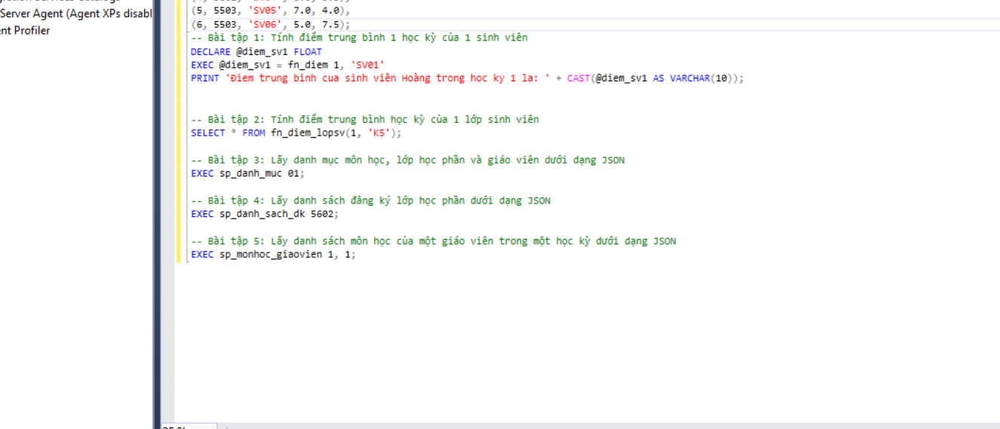 Server Agent (Agent XPs disabl
nt Profiler
(5, 5503, 'SV05', 7.0, 4.0),
(6, 5503, 'SV06', 5.0, 7.5);
-- Bài tập 1: Tính điểm trung bình 1 học kỳ của 1 sinh viên
DECLARE @diem_sv1 FLOAT
EXEC @diem_sv1 = fn_diem 1, 'SV01'
PRINT 'Điem trung binh cua sinh viên Hoàng trong hoc ky 1 la: ' + CAST(@diem_sv1 AS VARCHAR(10));
-- Bài tập 2: Tính điểm trung bình học kỳ của 1 lớp sinh viên
SELECT * FROM fn_diem_lopsv(1, 'K5');
-- Bài tập 3: Lấy danh mục môn học, lớp học phần và giáo viên dưới dạng JSON
EXEC sp_danh_muc 01;
-- Bài tập 4: Lấy danh sách đăng ký lớp học phần dưới dạng JSON
EXEC sp_danh_sach_dk 5602;
-- Bài tập 5: Lấy danh sách môn học của một giáo viên trong một học kỳ dưới dạng JSON
EXEC sp_monhoc_giaovien 1, 1;